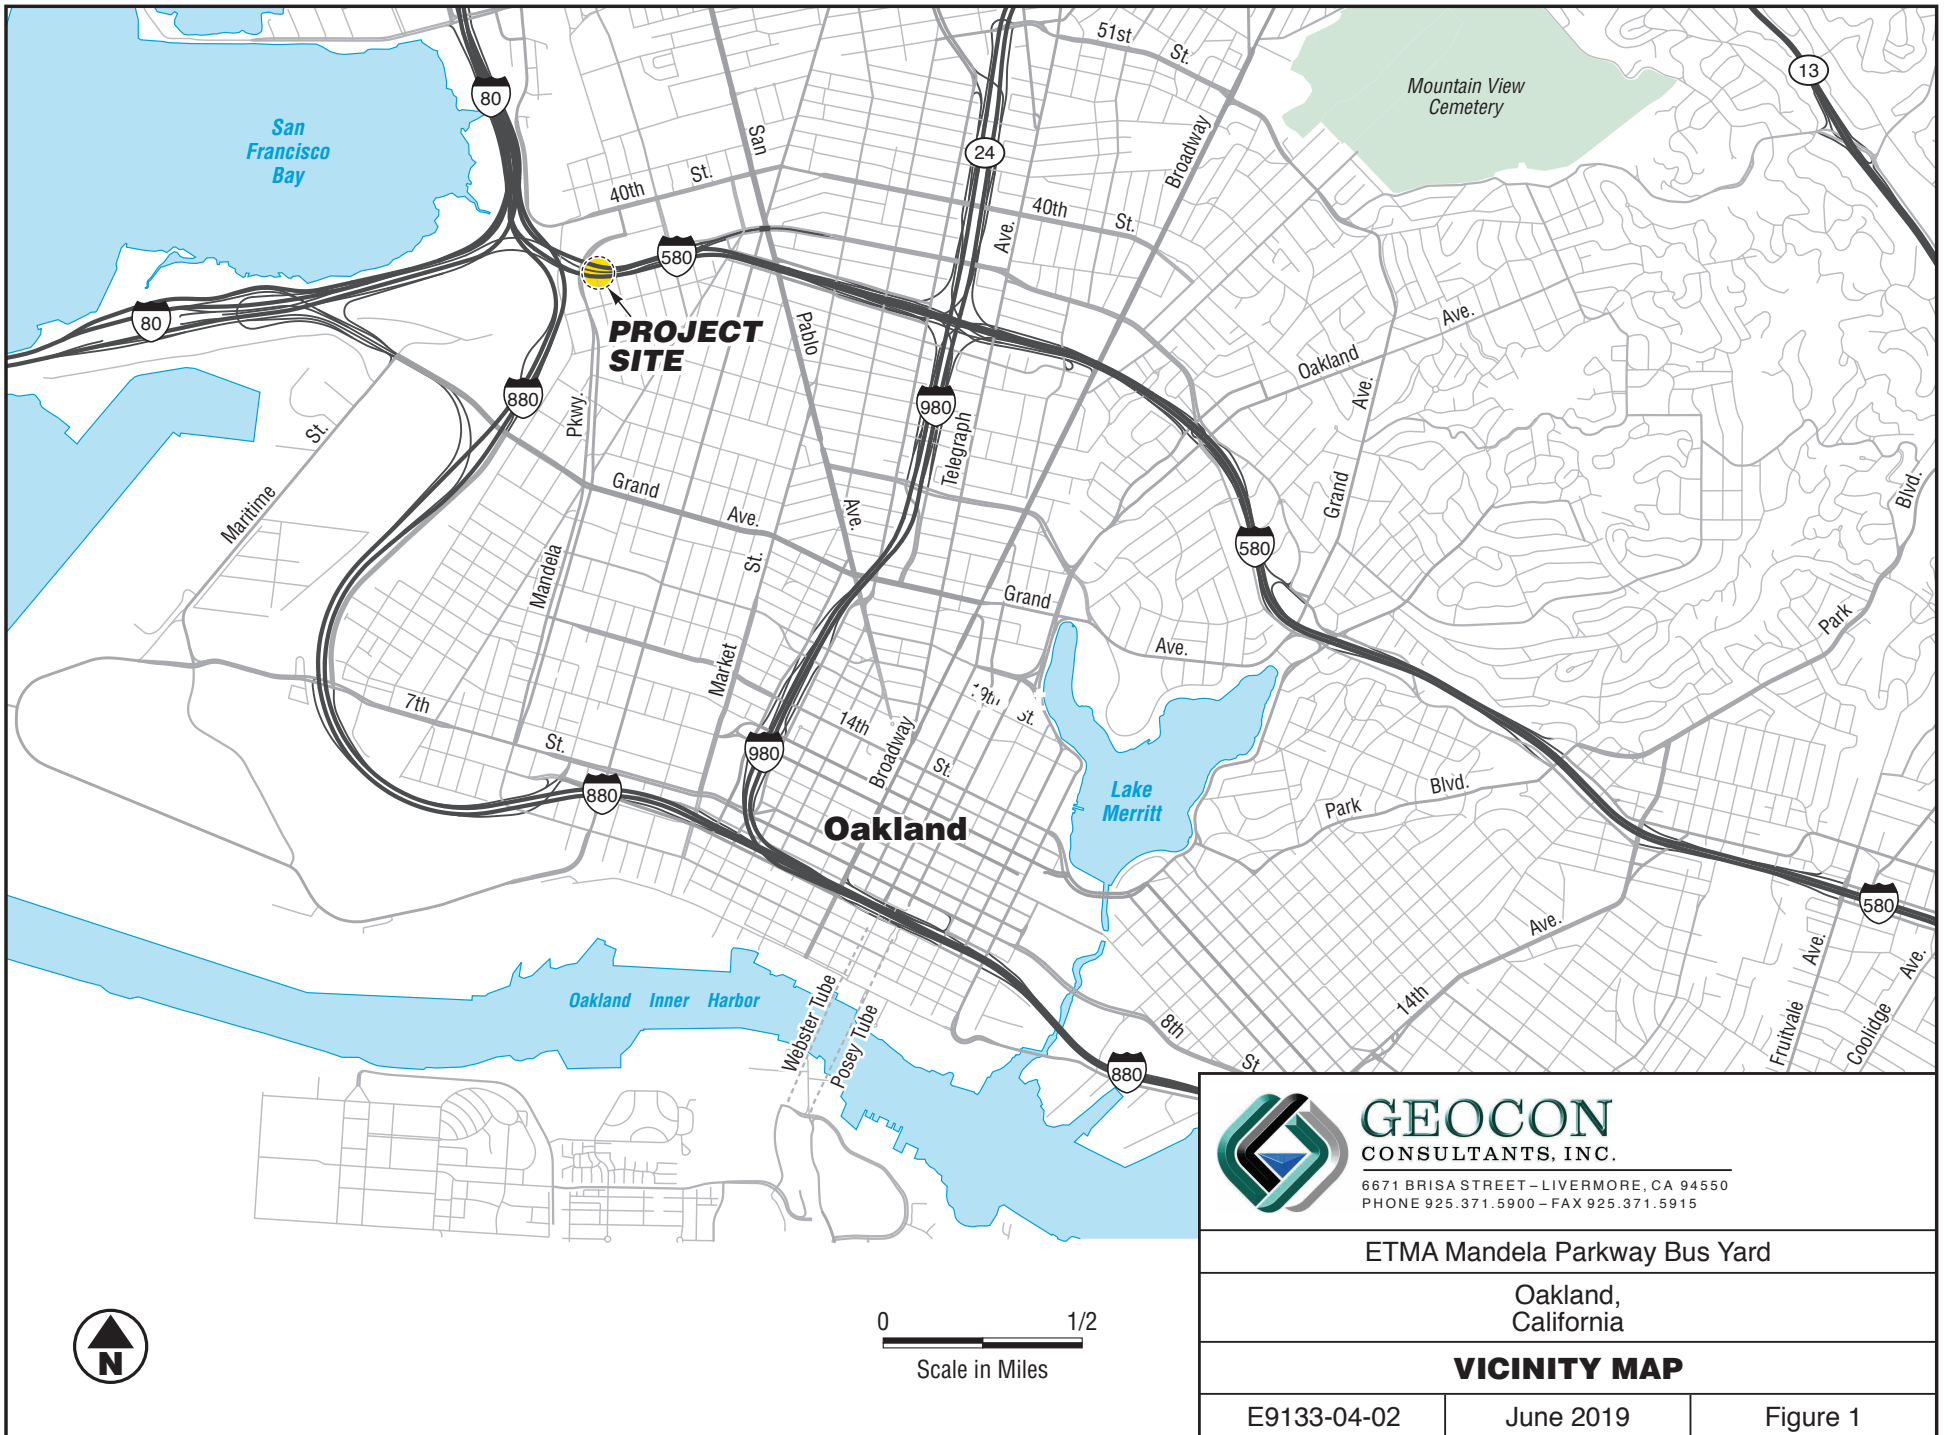 51st
St.
13
Mountain View
Cemetery
80
San
Francisco
Bay
San
24
Broadway
40th
St.
40th
St.
Ave.
580
80
PROJECT
SITE
Pablo
Ave.
Oakland
Ave.
880
Pkwy.
980
Telegraph
St.
Maritime
Grand
Ave.
Ave.
Grand
Blvd.
580
Mandela
St.
Grand
Ave.
Park
Market
7th
St.
19th
St.
14th
St.
Broadway
980
880
Oakland
Lake
Merritt
Park
Blvd.
580
Ave.
14th
Ave.
Ave.
Fruitvale
Coolidge
Oakland Inner Harbor
Webster Tube
Posey Tube
8th
St
880
GEOCON
CONSULTANTS, INC.
6671 BRISA STREET – LIVERMORE, CA 94550
PHONE 925.371.5900 – FAX 925.371.5915
ETMA Mandela Parkway Bus Yard
Oakland,
California
VICINITY MAP
E9133-04-02
June 2019
Figure 1
0
1/2
Scale in Miles
N